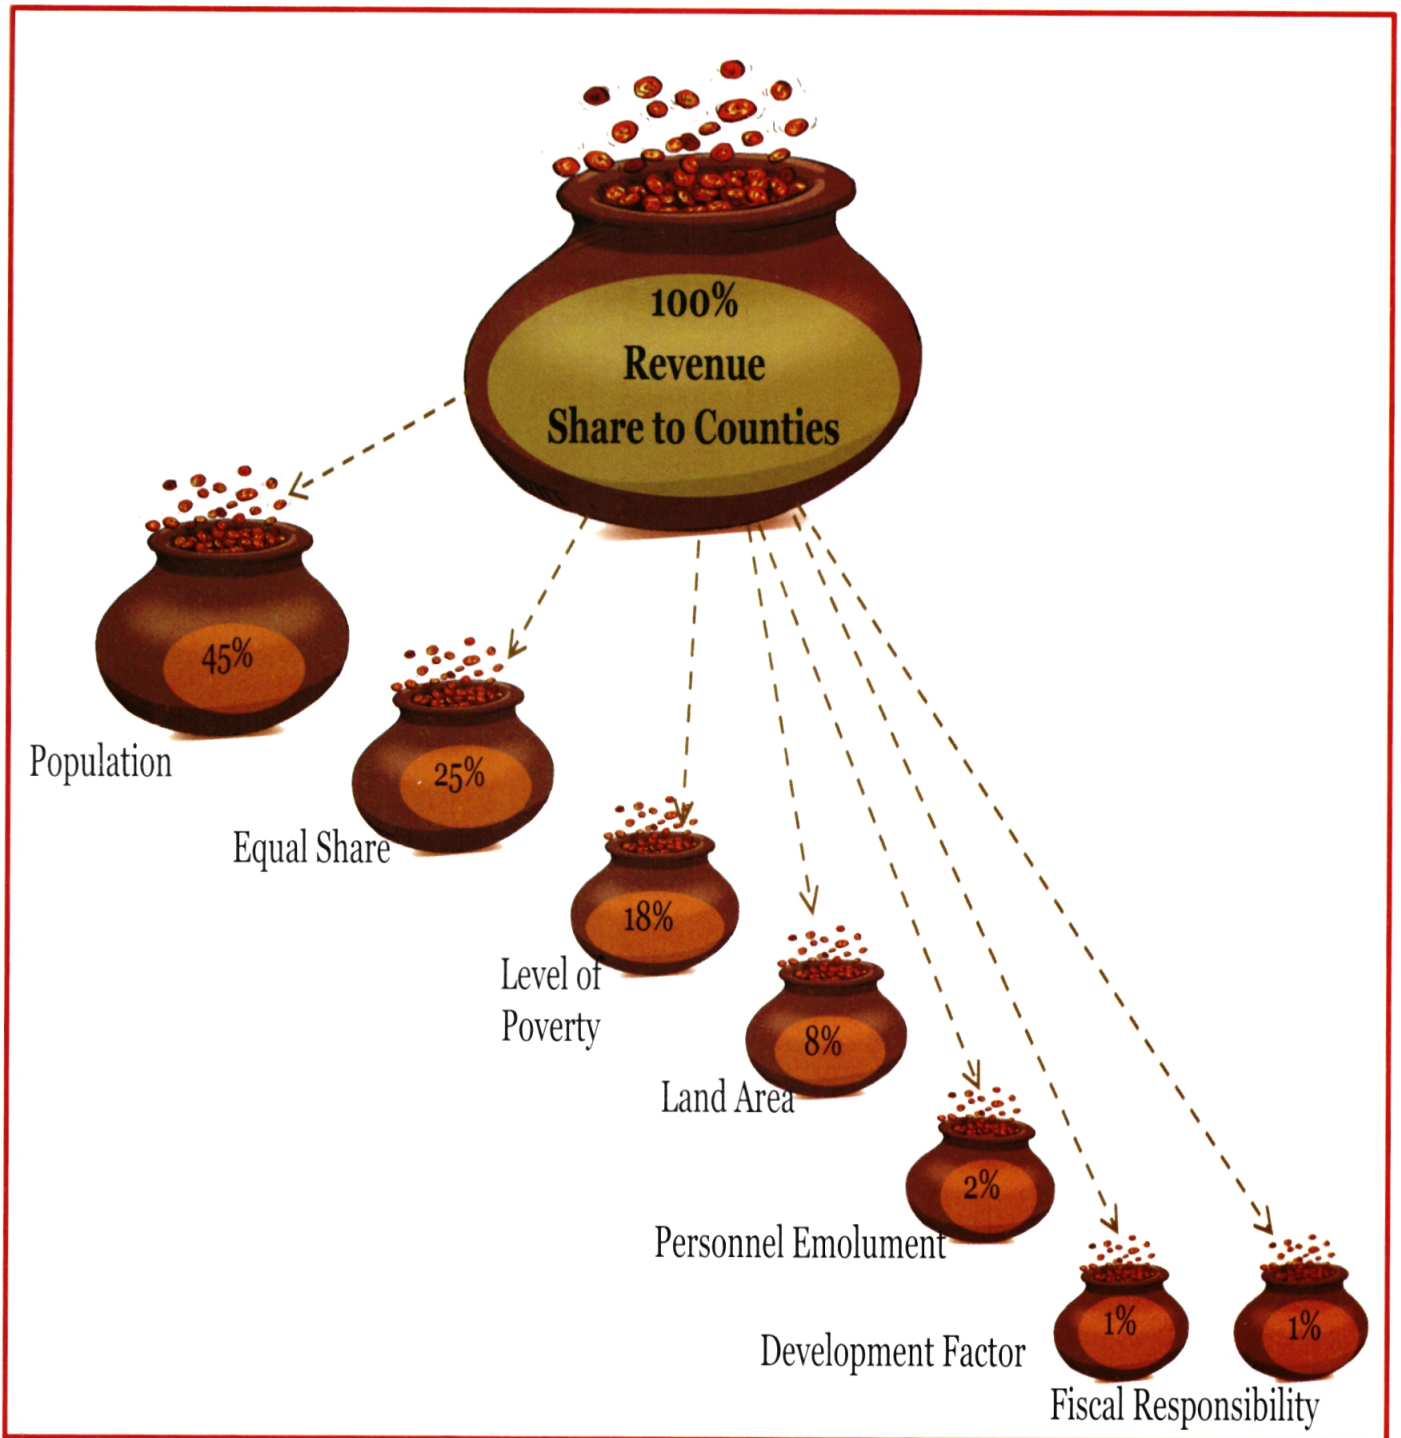 100%
Revenue
Share to Counties
45%
Population
25%
Equal Share
18%
Level of
Poverty
8%
Land Area
2%
Personnel Emolument
1%
Development Factor
1%
Fiscal Responsibility